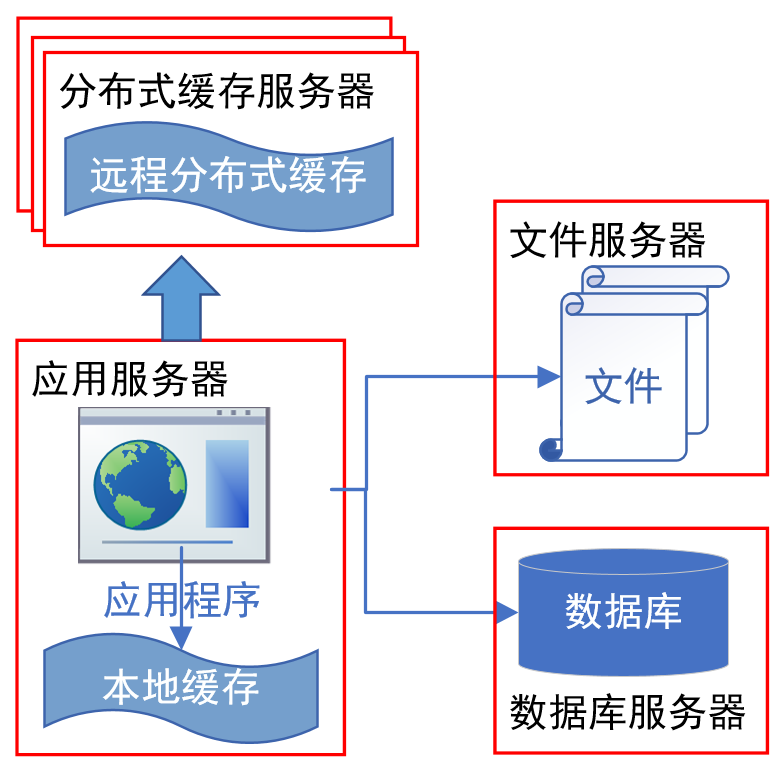 分布式缓存服务器
远程分布式缓存
文件服务器
文件
应用服务器
应用程序
本地缓存
数据库
数据库服务器